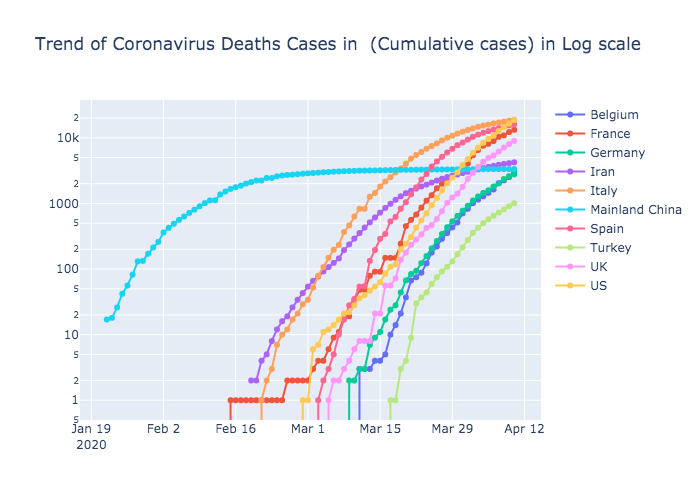 Trend of Coronavirus Deaths Cases in  (Cumulative cases) in Log scale
2
10k
5
2
1000
5
2
100
5
2
10
5
2
1
5
Jan 19
2020
Feb 2
Feb 16
Mar 1
Mar 15
Mar 29
Apr 12
Belgium
France
Germany
Iran
Italy
Mainland China
Spain
Turkey
UK
US